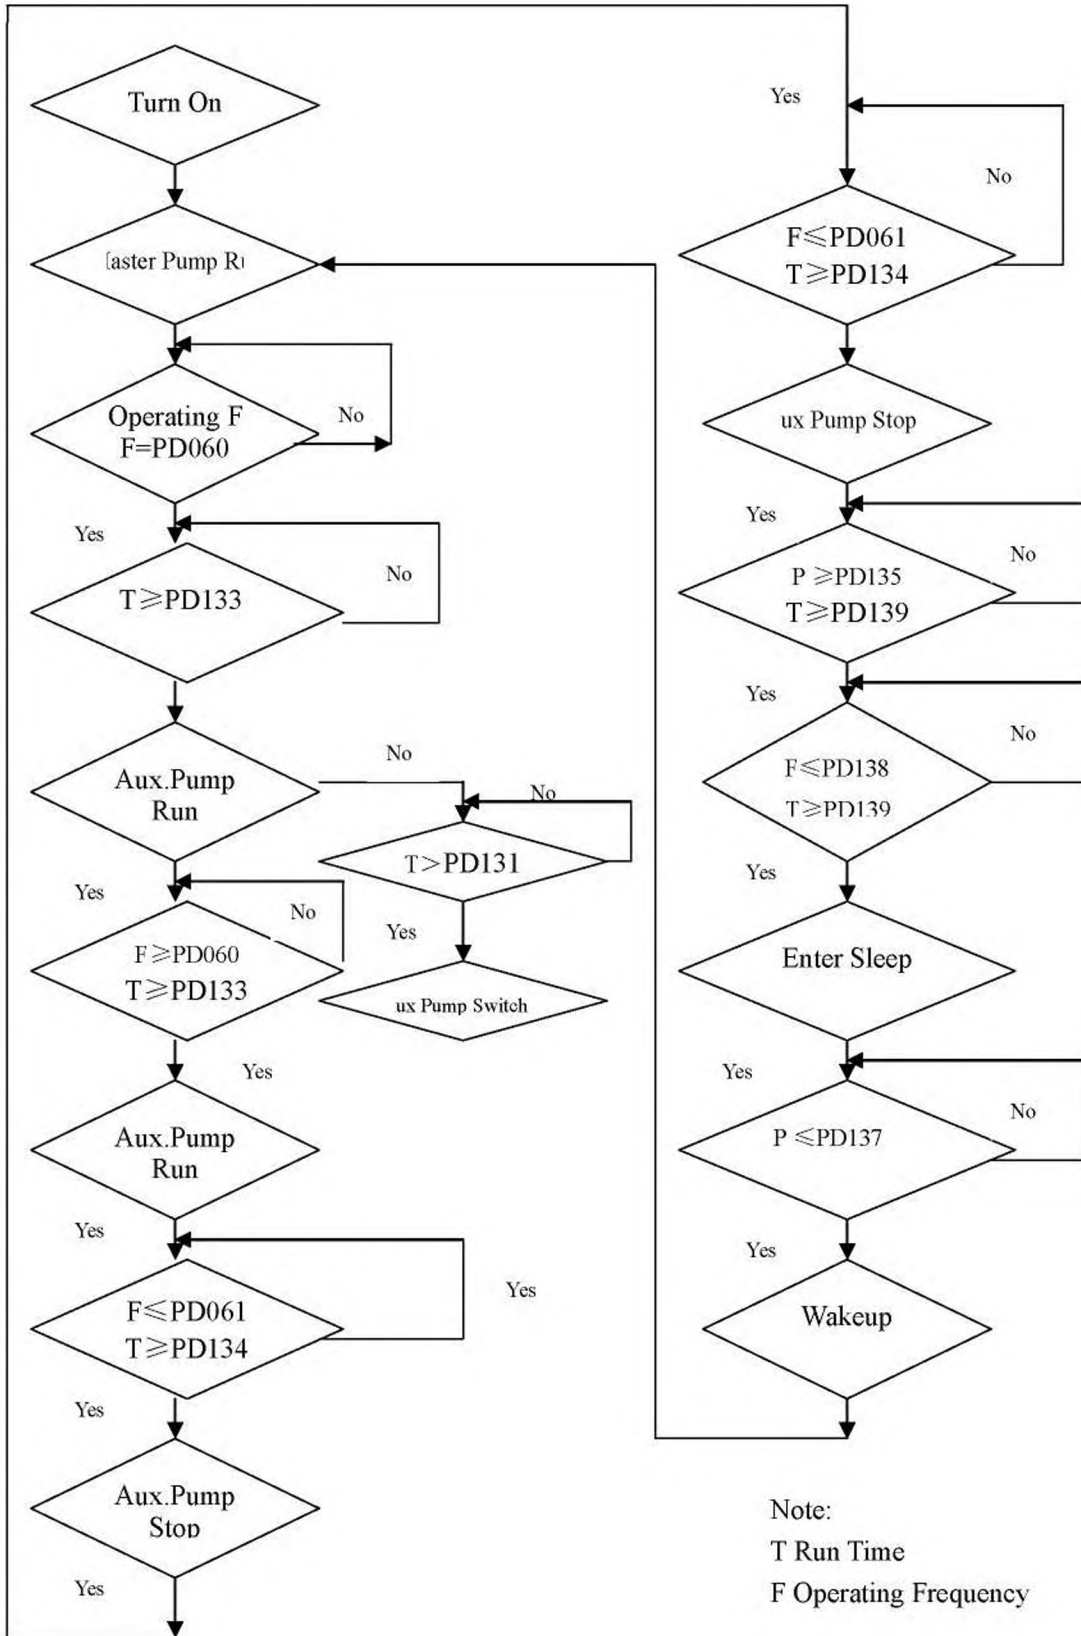 Turn On
aster Pump R
Operating F
F=PD060
No
Yes
No
T≥PD133
Aux.Pump
Run
No
No
T>PD131
Yes
No
F≥PD060
T≥PD133
Yes
ux Pump Switch
Yes
Aux.Pump
Run
Yes
Yes
F≤PD061
T≥PD134
Yes
Aux.Pump
Stop
Yes
Yes
No
F≤PD061
T≥PD134
ux Pump Stop
Yes
No
P ≥PD135
T≥PD139
Yes
No
F≤PD138
T≥PD139
Yes
Enter Sleep
Yes
No
P ≤PD137
Yes
Wakeup
Note:
T Run Time
F Operating Frequency